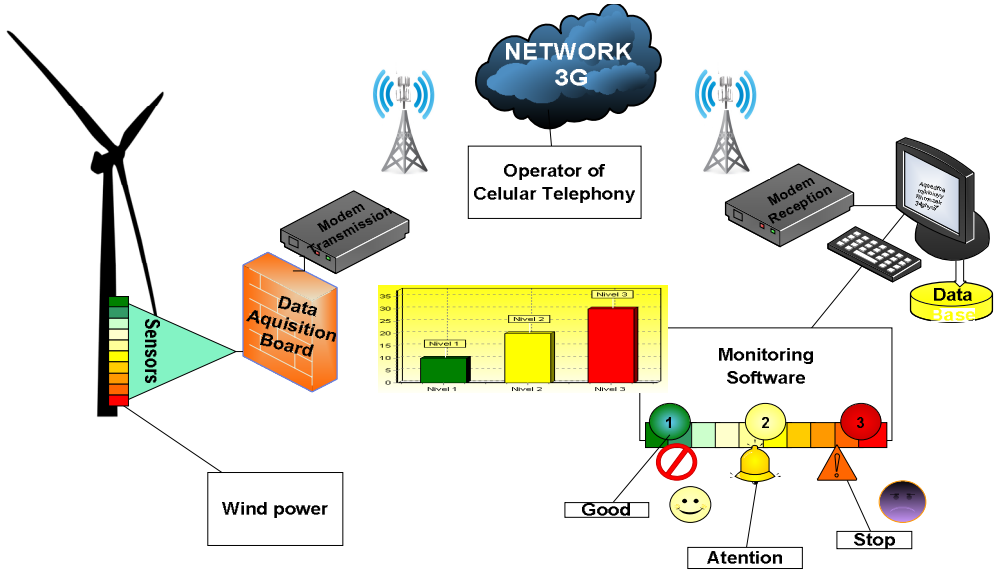 NETWORK
3G
Operator of
Celular Telephony
Modem
Transmission
Modem
Reception
Data
Aquisition
Board
Sensors
Data
Base
35
30
25
20
15
10
5
0
Nivel 1
Nivel 2
Nivel 3
Nivel 1
Nivel 2
Nivel 3
Monitoring
Software
1
2
3
Wind power
Good
Atention
Stop